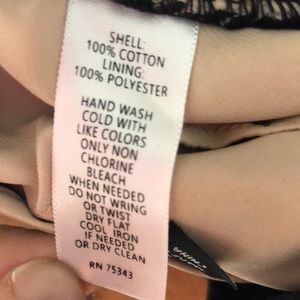 SHELL:
100% COTTON
LINING:
100% POLYESTER
HAND WASH
COLD WITH
LIKE COLORS
ONLY NON
CHLORINE
BLEACH
WHEN NEEDED
DO NOT WRING
OR TWIST
DRY FLAT
COOL IRON
IF NEEDED
OR DRY CLEAN
RN 75343